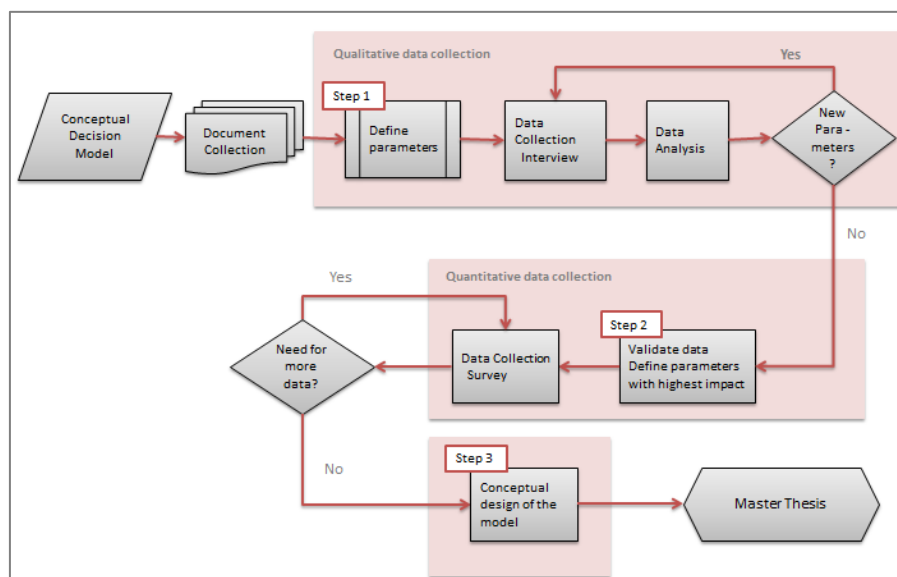 Qualitative data collection
Yes
Step 1
Conceptual
Decision
Model
Document
Collection
Define
parameters
Data
Collection
Interview
Data
Analysis
New
Para -
meters
?
No
Quantitative data collection
Yes
Step 2
Need for
more
data?
Data Collection
Survey
Validate data
Define parameters
with highest impact
No
Step 3
Conceptual
design of the
model
Master Thesis